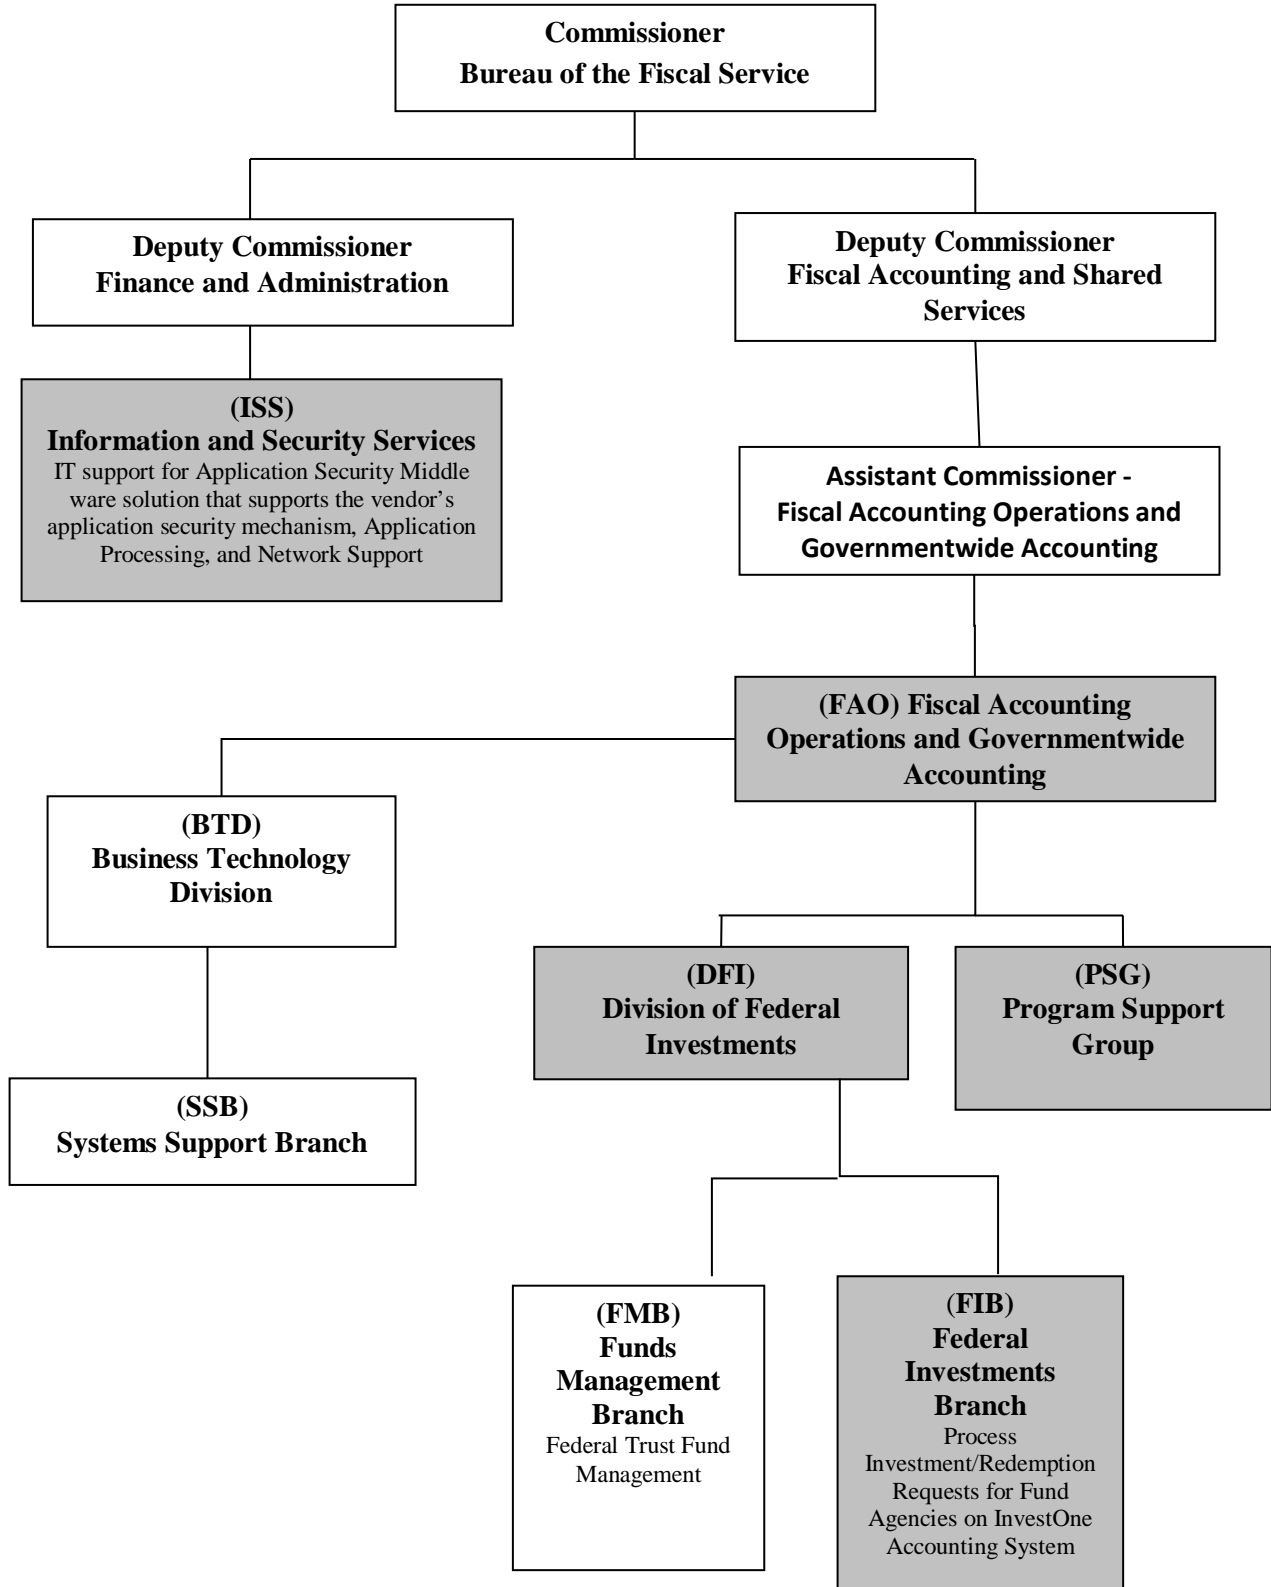 Commissioner
Bureau of the Fiscal Service
Deputy Commissioner
Finance and Administration
Deputy Commissioner
Fiscal Accounting and Shared
Services
(ISS)
Information and Security Services
IT support for Application Security Middle
ware solution that supports the vendor’s
application security mechanism, Application
Processing, and Network Support
Assistant Commissioner -
Fiscal Accounting Operations and
Governmentwide Accounting
(FAO) Fiscal Accounting
Operations and Governmentwide
Accounting
(BTD)
Business Technology
Division
(DFI)
Division of Federal
Investments
(PSG)
Program Support
Group
(SSB)
Systems Support Branch
(FMB)
Funds
Management
Branch
Federal Trust Fund
Management
(FIB)
Federal
Investments
Branch
Process
Investment/Redemption
Requests for Fund
Agencies on InvestOne
Accounting System